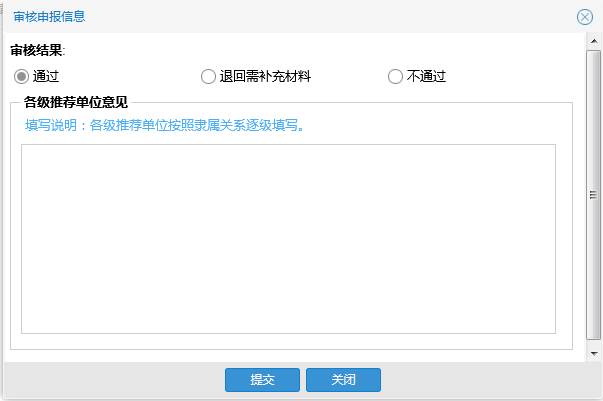 审核申报信息
审核结果:
通过 退回需补充材料 不通过
各级推荐单位意见
填写说明：各级推荐单位按照隶属关系逐级填写。
提交 关闭